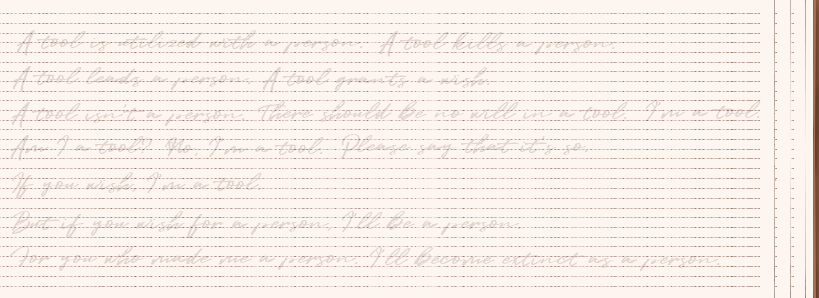 A tool is utilized with a person. A tool kills a person.
A tool leads a person. A tool grants a wish.
A tool isn't a person. There should be no will in a tool. I'm a tool.
Am I a tool? No, I'm a tool. Please say that it's so.
If you wish, I'm a tool.
But if you wish for a person, I'll be a person.
For you who made me a person, I'll become extinct as a person.